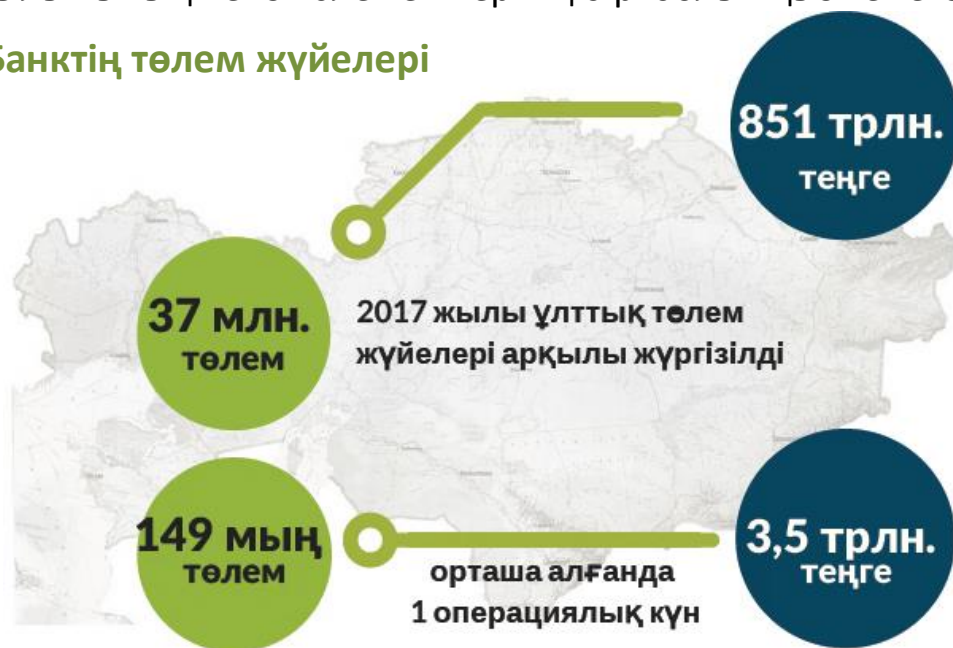 Банктің төлем жүйелері
851 трлн.
теңге
37 млн.
төлем
2017 жылы ұлттық төлем
жүйелері арқылы жүргізілді
149 мың
төлем
3,5 трлн.
теңге
орташа алғанда
1 операциялық күн